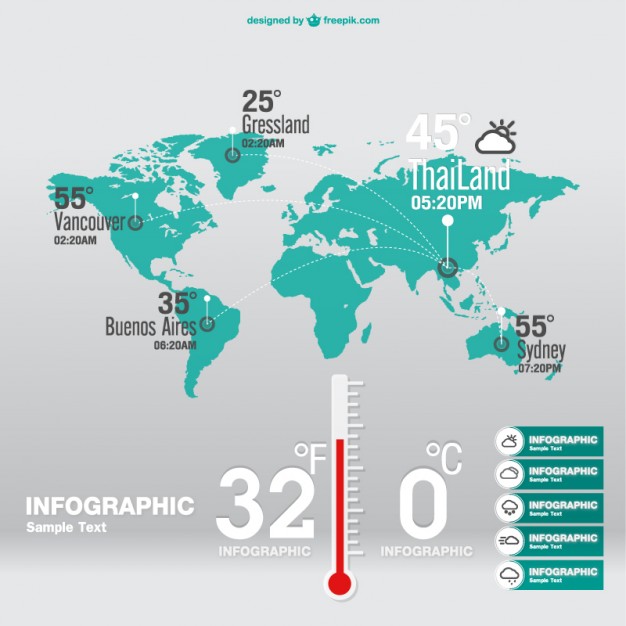 designed by freepik.com
25°
Gressland
02:20AM
45°
ThaiLand
05:20PM
55°
Vancouver
02:20AM
35°
Buenos Aires
06:20AM
55°
Sydney
07:20PM
INFOGRAPHIC
Sample Text
32°F
INFOGRAPHIC
0°C
INFOGRAPHIC
INFOGRAPHIC
Sample Text
INFOGRAPHIC
Sample Text
INFOGRAPHIC
Sample Text
INFOGRAPHIC
Sample Text
INFOGRAPHIC
Sample Text